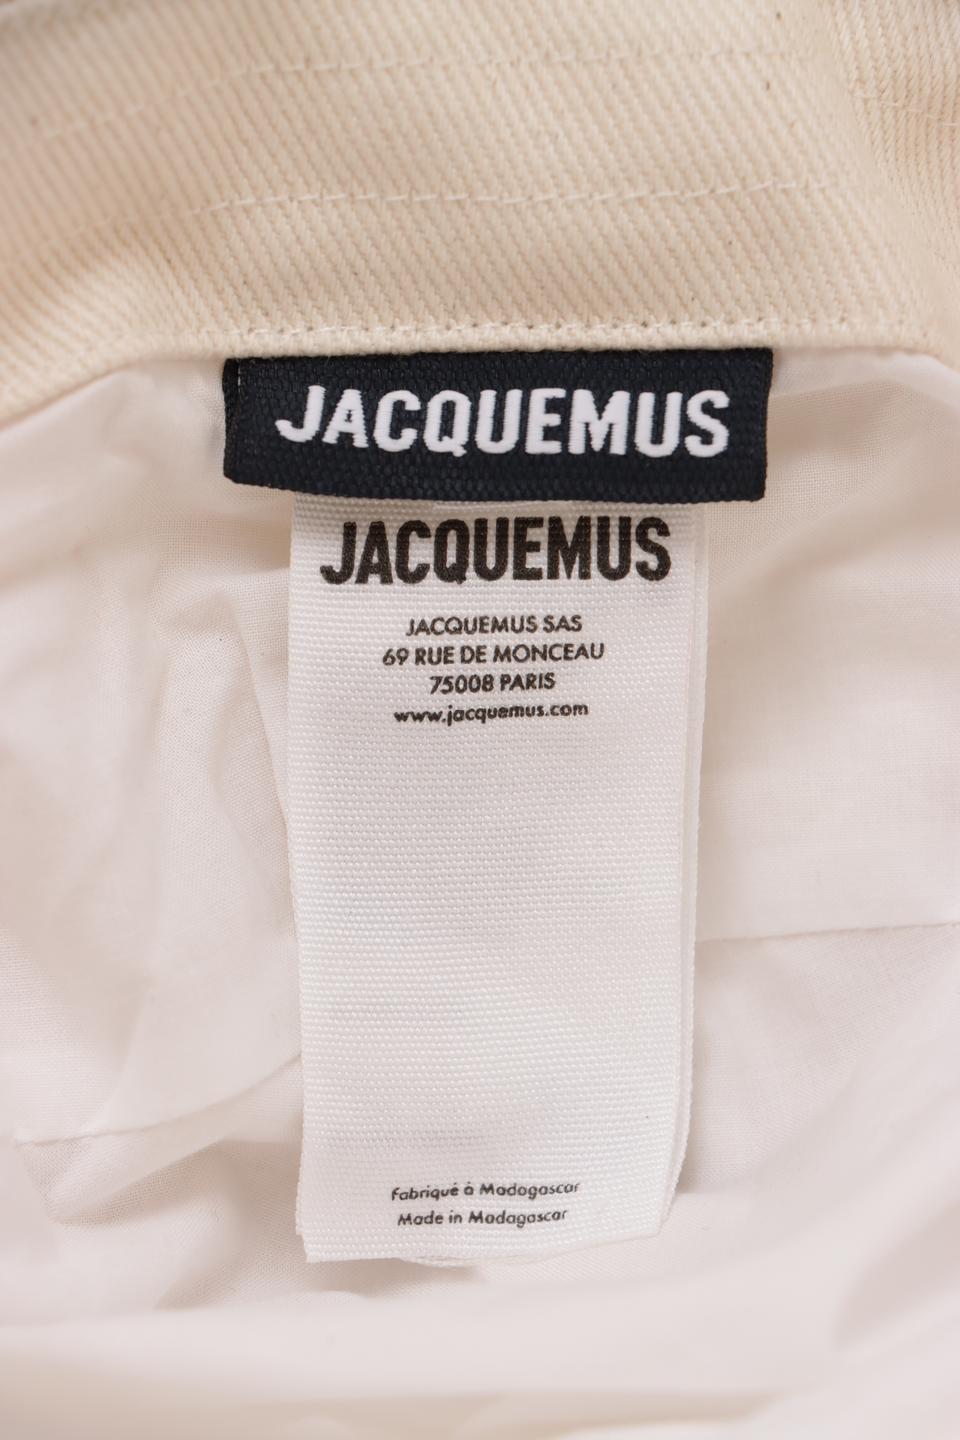 JACQUEMUS
JACQUEMUS
JACQUEMUS SAS
69 RUE DE MONCEAU
75008 PARIS
www.jacquemus.com
Fabriqué à Madagascar
Made in Madagascar